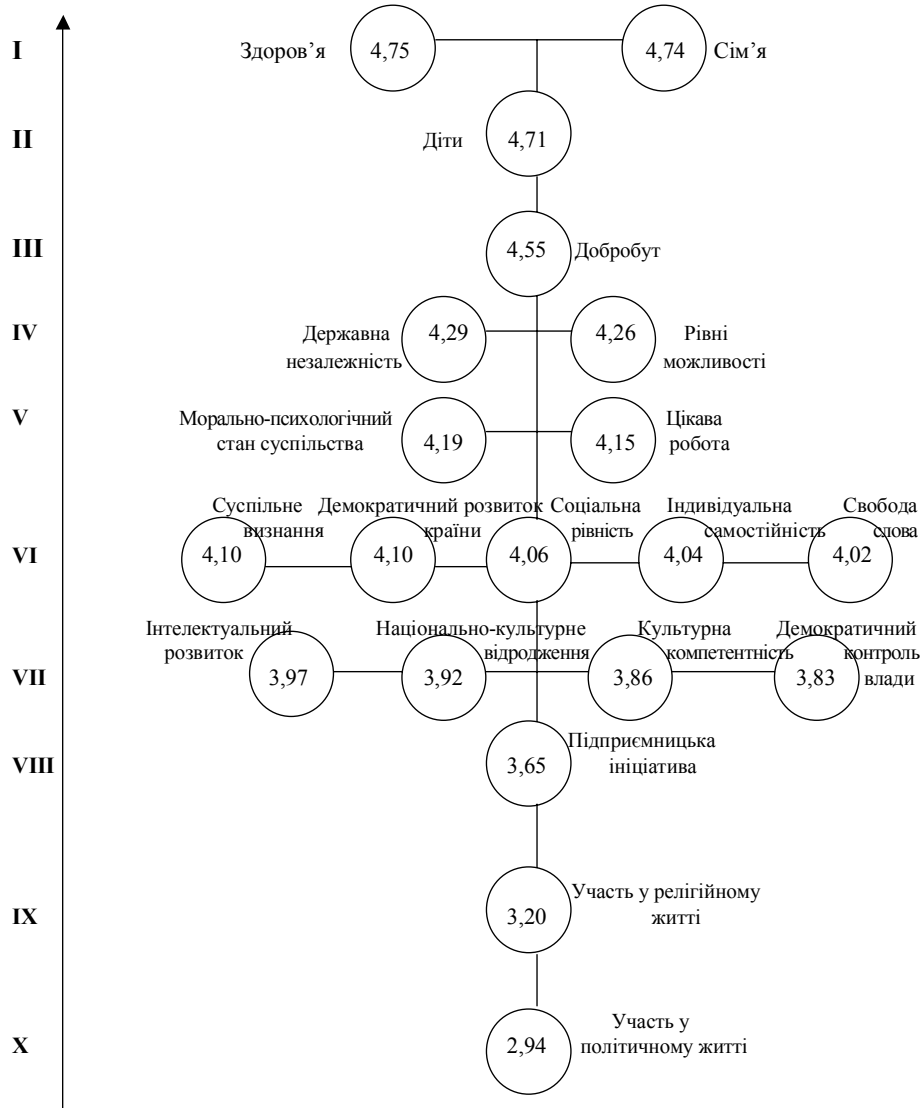 I
Здоров’я
4,75
4,74
Сім’я
II
Діти
4,71
III
4,55
Добробут
IV
Державна
незалежність
4,29
4,26
Рівні
можливості
V
Морально-психологічний
стан суспільства
4,19
4,15
Цікава
робота
VI
Суспільне
визнання
4,10
Демократичний розвиток
країни
4,10
Соціальна
рівність
4,06
Індивідуальна
самостійність
4,04
Свобода
слова
4,02
VII
Інтелектуальний
розвиток
3,97
Національно-культурне
відродження
3,92
Культурна
компетентність
3,86
Демократичний
контроль
влади
3,83
VIII
3,65
Підприємницька
ініціатива
IX
3,20
Участь у релігійному
житті
X
2,94
Участь у
політичному житті